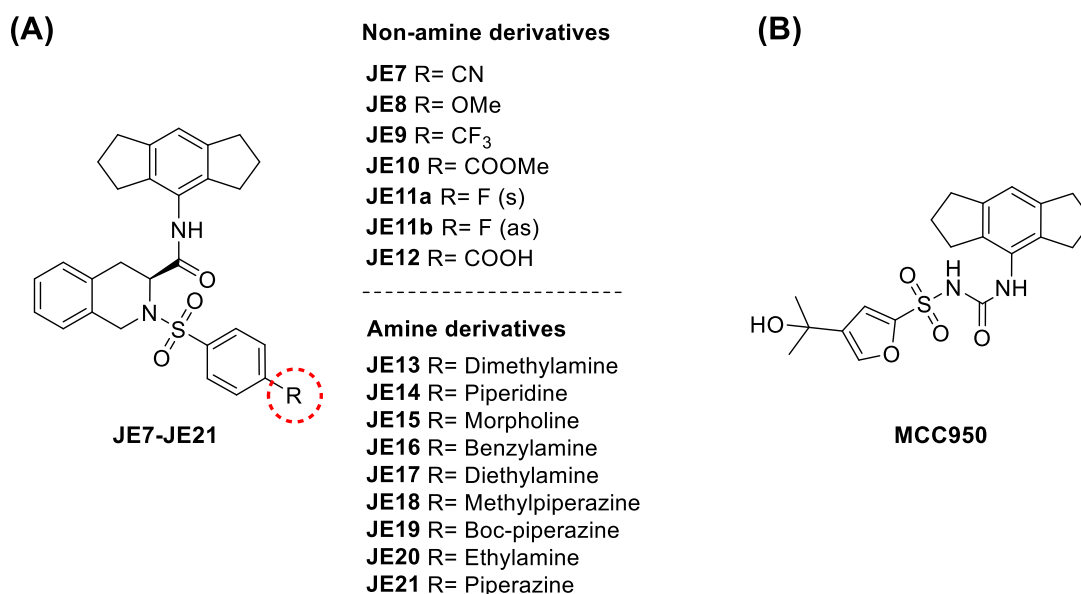 (A)
Non-amine derivatives
JE7 R= CN
JE8 R= OMe
JE9 R= CF₃
JE10 R= COOMe
JE11a R= F (s)
JE11b R= F (as)
JE12 R= COOH
Amine derivatives
JE13 R= Dimethylamine
JE14 R= Piperidine
JE15 R= Morpholine
JE16 R= Benzylamine
JE17 R= Diethylamine
JE18 R= Methylpiperazine
JE19 R= Boc-piperazine
JE20 R= Ethylamine
JE21 R= Piperazine
NH
O
N
O
S
O
R
JE7-JE21
(B)
O
H
N
NH
S
O
O
HO
O
MCC950